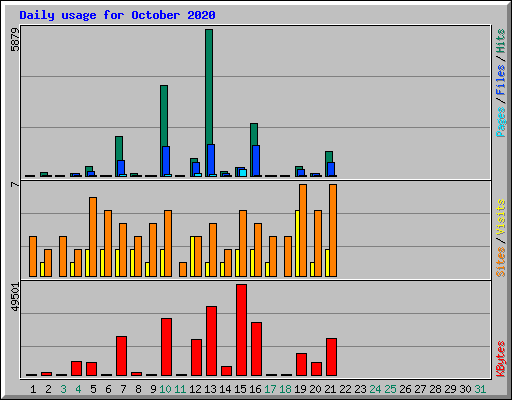 Daily usage for October 2020
5879
Pages / Files / Hits
7
Sites / Visits
49501
KBytes
1 2 3 4 5 6 7 8 9 10 11 12 13 14 15 16 17 18 19 20 21 22 23 24 25 26 27 28 29 30 31